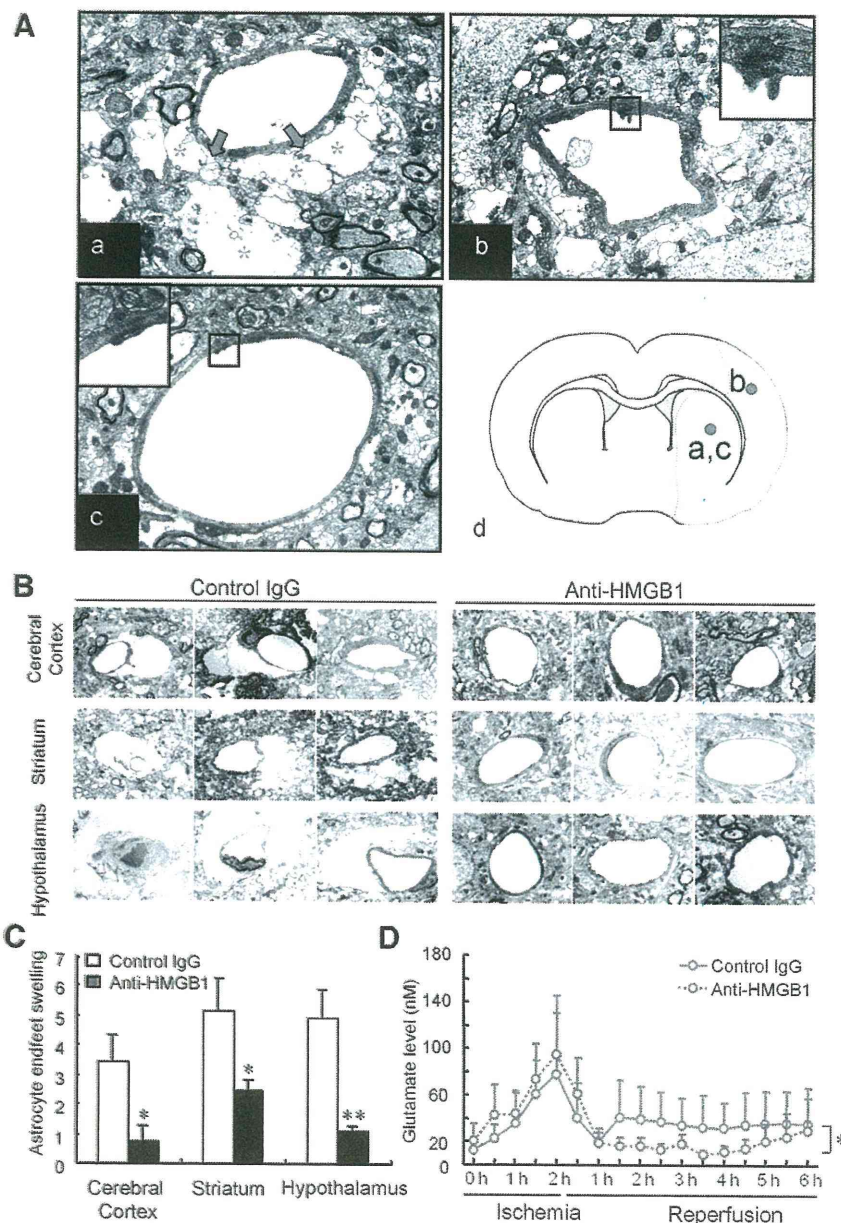 A
a
b
c
b
a,c
d
B
Control IgG
Anti-HMGB1
Cerebral
Cortex
Striatum
Hypothalamus
C
Astrocyte endfeet swelling
7
6
5
4
3
2
1
0
Control IgG
Anti-HMGB1
*
*
**
Cerebral
Cortex
Striatum
Hypothalamus
D
Glutamate level (nM)
180
140
100
60
20
Control IgG
Anti-HMGB1
*
0h 1h 2h 1h 2h 3h 4h 5h 6h
Ischemia
Reperfusion